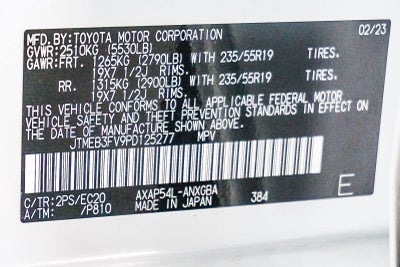 MFD.BY:TOYOTA MOTOR CORPORATION 02/23
GVWR:2510KG (5530LB)
GAWR:FRT. 1265KG (2790LB) WITH 235/55R19 TIRES.
19X7 1/2J RIMS.
RR. 1315KG (2900LB) WITH 235/55R19 TIRES.
19X7 1/2J RIMS.
THIS VEHICLE CONFORMS TO ALL APPLICABLE FEDERAL MOTOR
VEHICLE SAFETY AND THEFT PREVENTION STANDARDS IN EFFECT ON
THE DATE OF MANUFACTURE SHOWN ABOVE.
JTMEB3FV9PD125277 MPV
C/TR:2PS/EC20 AXAP54L-ANXGBA
A/TM: /P810 MADE IN JAPAN 384
E